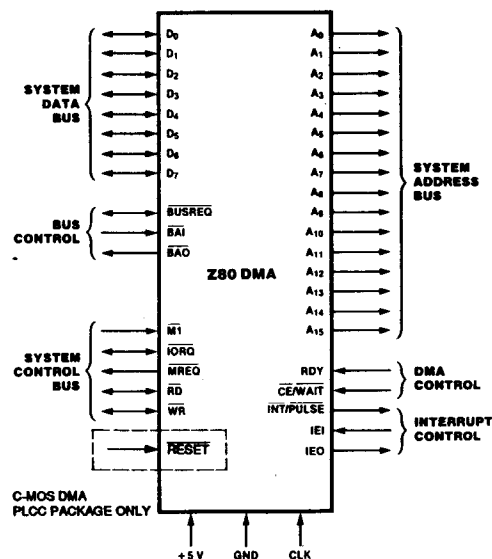 SYSTEM
DATA
BUS
D0
D1
D2
D3
D4
D5
D6
D7
BUS
CONTROL
BUSREQ
BAI
BAO
SYSTEM
CONTROL
BUS
M1
IORQ
MREQ
RD
WR
RESET
C-MOS DMA
PLCC PACKAGE ONLY
Z80 DMA
A0
A1
A2
A3
A4
A5
A6
A7
A8
A9
A10
A11
A12
A13
A14
A15
SYSTEM
ADDRESS
BUS
RDY
CE/WAIT
DMA
CONTROL
INT/PULSE
IEI
IEO
INTERRUPT
CONTROL
+5 V
GND
CLK